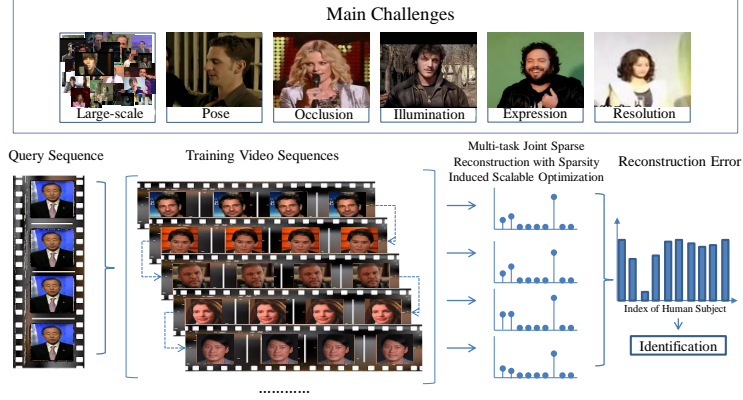 Main Challenges
Large-scale
Pose
Occlusion
Illumination
Expression
Resolution
Query Sequence
Training Video Sequences
Multi-task Joint Sparse
Reconstruction with Sparsity
Induced Scalable Optimization
Reconstruction Error
Index of Human Subject
Identification
…………